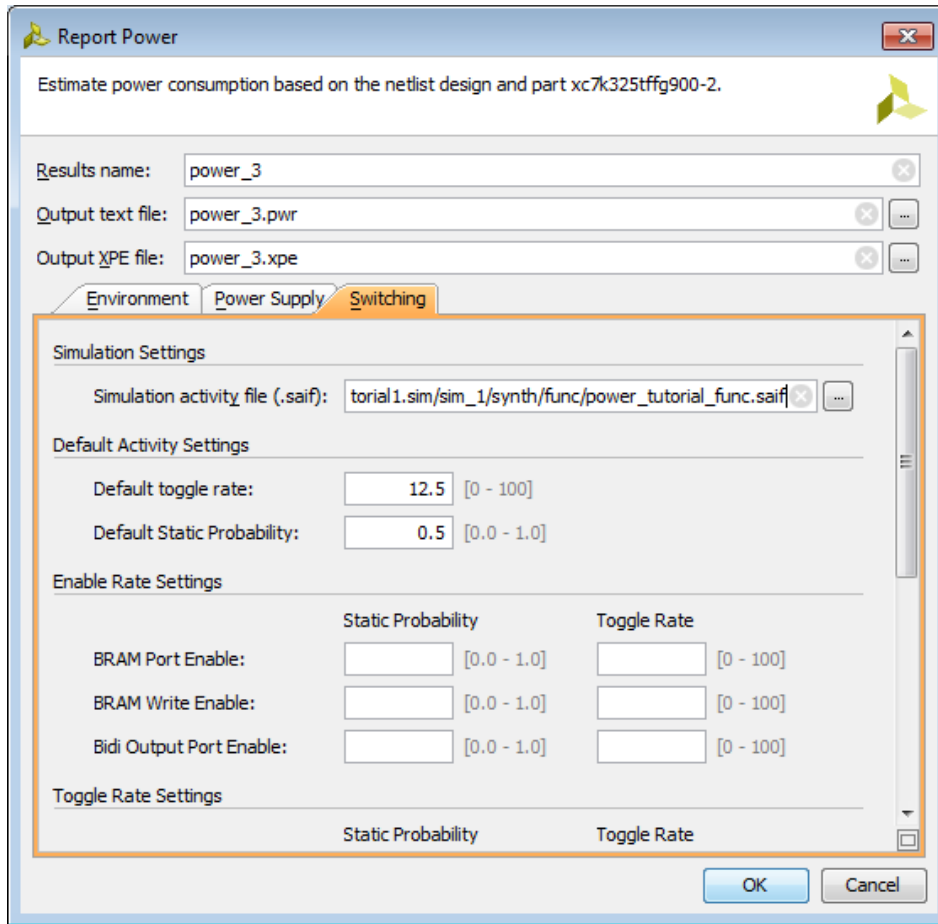 Report Power
Estimate power consumption based on the netlist design and part xc7k325tffg900-2.
Results name: power_3
Output text file: power_3.pwr ...
Output XPE file: power_3.xpe ...
Environment Power Supply Switching
Simulation Settings
Simulation activity file (.saif): torial1.sim/sim_1/synth/func/power_tutorial_func.saif ...
Default Activity Settings
Default toggle rate: 12.5 [0 - 100]
Default Static Probability: 0.5 [0.0 - 1.0]
Enable Rate Settings
Static Probability Toggle Rate
BRAM Port Enable: [0.0 - 1.0] [0 - 100]
BRAM Write Enable: [0.0 - 1.0] [0 - 100]
Bidi Output Port Enable: [0.0 - 1.0] [0 - 100]
Toggle Rate Settings
Static Probability Toggle Rate
OK Cancel